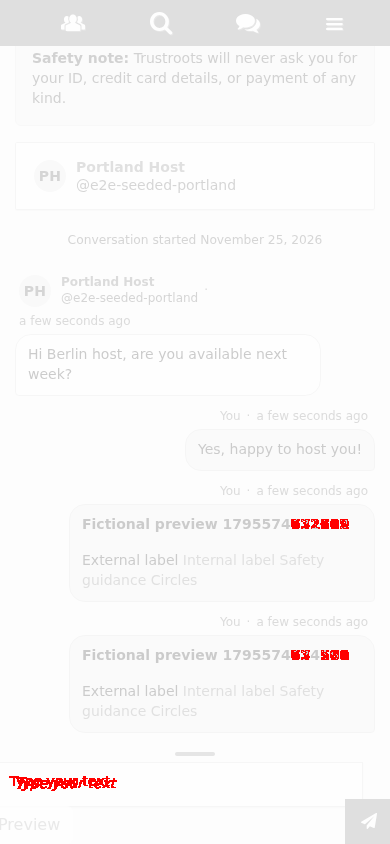 Safety note: Trustroots will never ask you for
your ID, credit card details, or payment of any
kind.
PH
Portland Host
@e2e-seeded-portland
Conversation started November 25, 2026
PH
Portland Host
@e2e-seeded-portland
a few seconds ago
Hi Berlin host, are you available next
week?
You · a few seconds ago
Yes, happy to host you!
You · a few seconds ago
Fictional preview
External label Internal label Safety
guidance Circles
You · a few seconds ago
Fictional preview
External label Internal label Safety
guidance Circles
Type your text
Preview